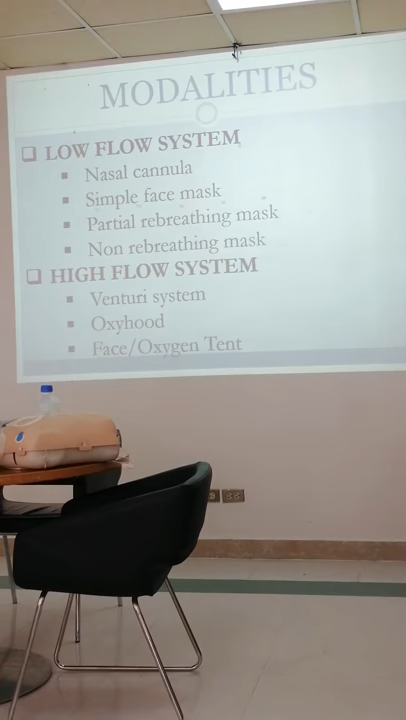 MODALITIES
LOW FLOW SYSTEM
Nasal cannula
Simple face mask
Partial rebreathing mask
Non rebreathing mask
HIGH FLOW SYSTEM
Venturi system
Oxyhood
Face/Oxygen Tent